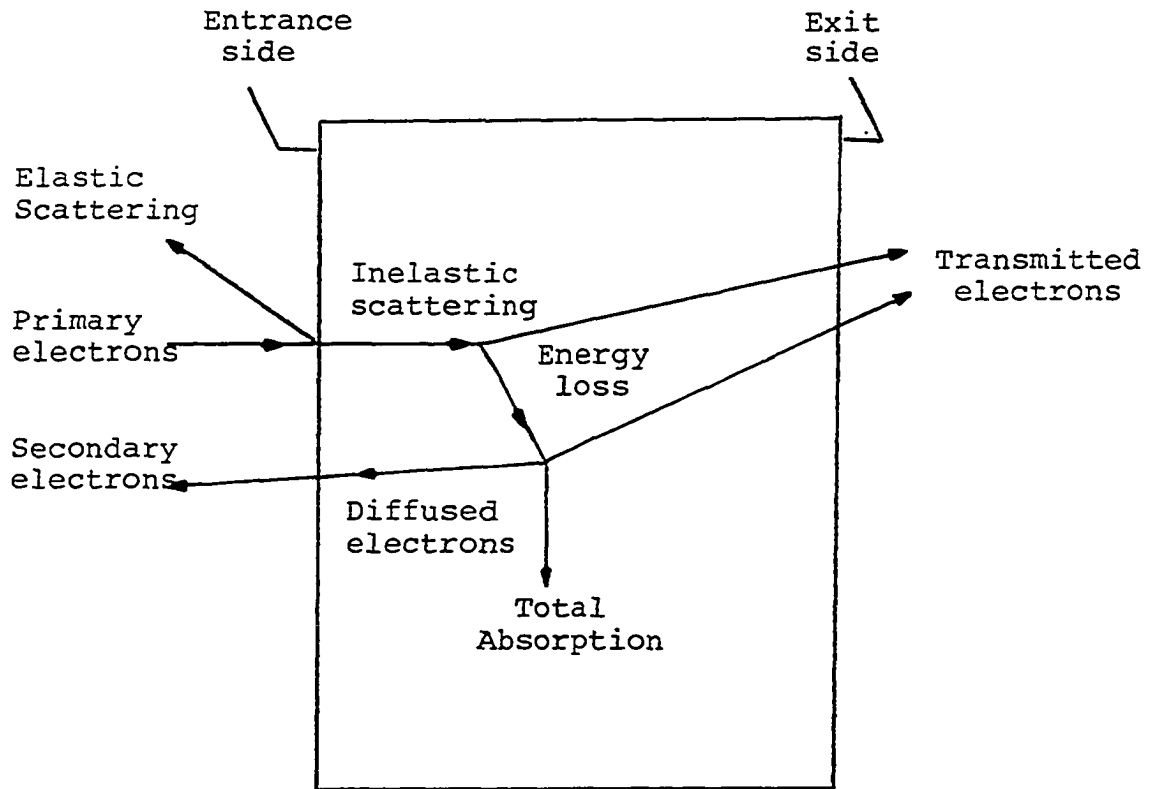 Entrance
side
Exit
side
Elastic
Scattering
Inelastic
scattering
Transmitted
electrons
Primary
electrons
Energy
loss
Secondary
electrons
Diffused
electrons
Total
Absorption